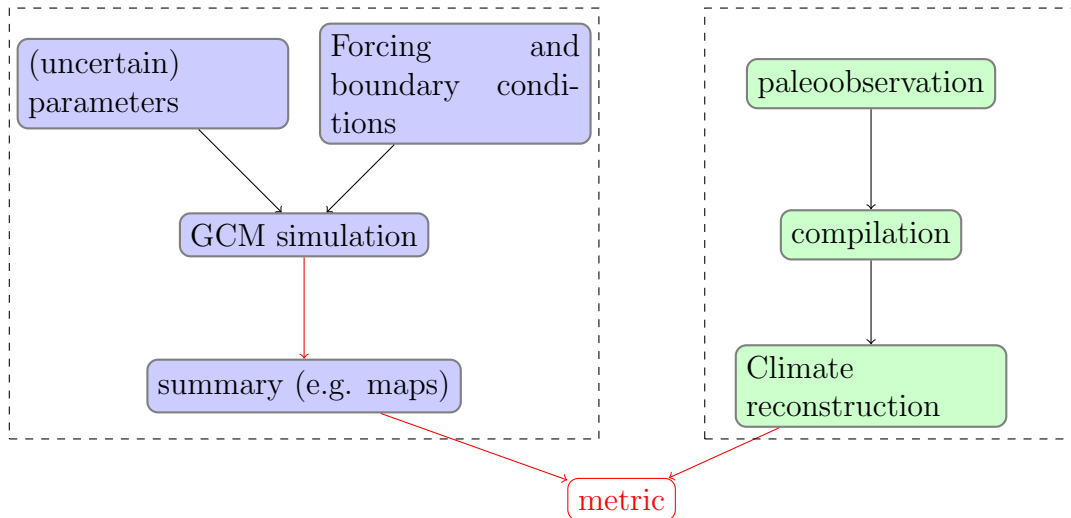 (uncertain)
parameters
Forcing and
boundary condi-
tions
GCM simulation
summary (e.g. maps)
paleoobservation
compilation
Climate
reconstruction
metric